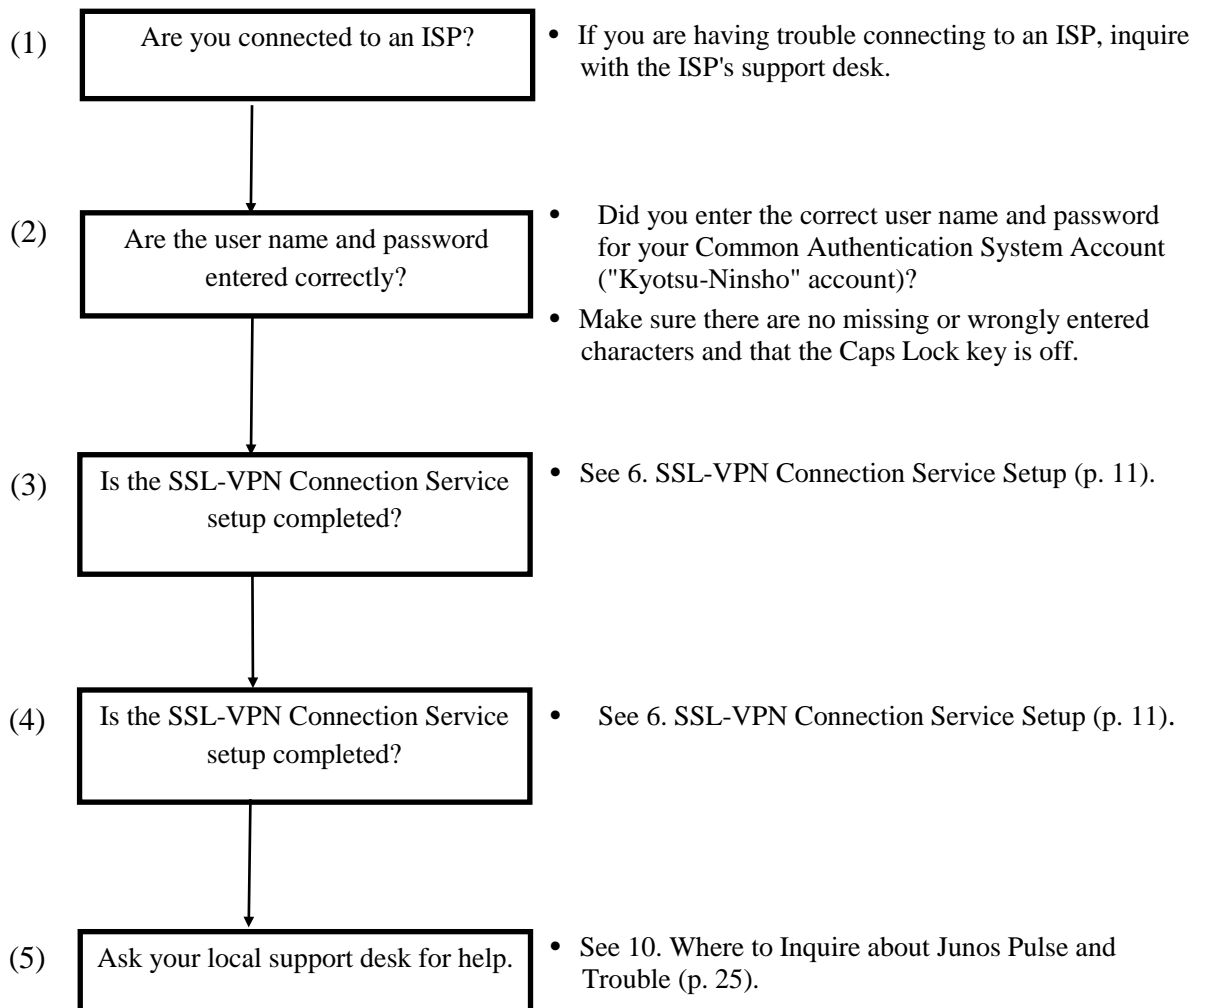 (1)
Are you connected to an ISP?
• If you are having trouble connecting to an ISP, inquire
with the ISP's support desk.
(2)
Are the user name and password
entered correctly?
• Did you enter the correct user name and password
for your Common Authentication System Account
("Kyotsu-Ninsho" account)?
• Make sure there are no missing or wrongly entered
characters and that the Caps Lock key is off.
(3)
Is the SSL-VPN Connection Service
setup completed?
• See 6. SSL-VPN Connection Service Setup (p. 11).
(4)
Is the SSL-VPN Connection Service
setup completed?
• See 6. SSL-VPN Connection Service Setup (p. 11).
(5)
Ask your local support desk for help.
• See 10. Where to Inquire about Junos Pulse and
Trouble (p. 25).